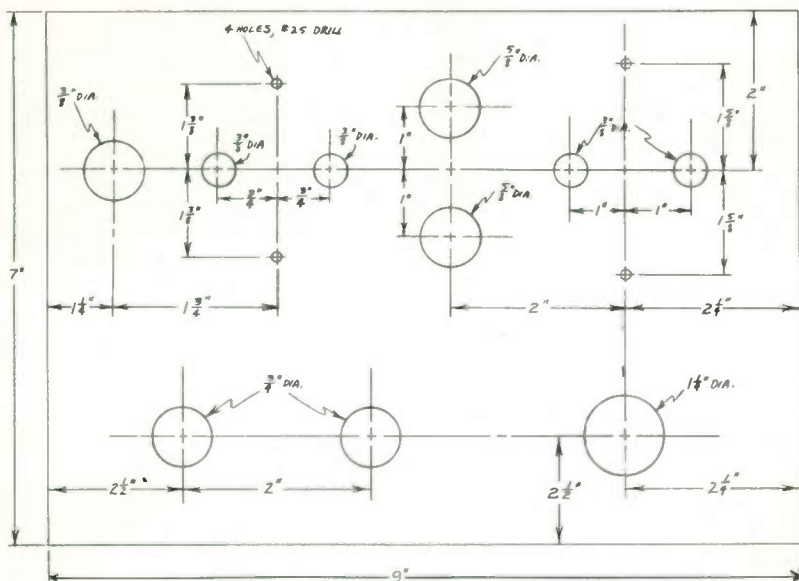 4 HOLES, #25 DRILL
5/8" DIA.
3/8" DIA.
2"
1 3/8"
1"
1 5/8"
3/8" DIA
3/8" DIA.
3/8" DIA.
3/4"
3/4"
1 3/8"
1"
5/8" DIA
1"
1"
1 5/8"
7"
1 1/4"
1 3/4"
2"
2 1/4"
3/4" DIA.
1 1/8" DIA.
2 1/2"
2"
2 1/2"
2 1/4"
9"